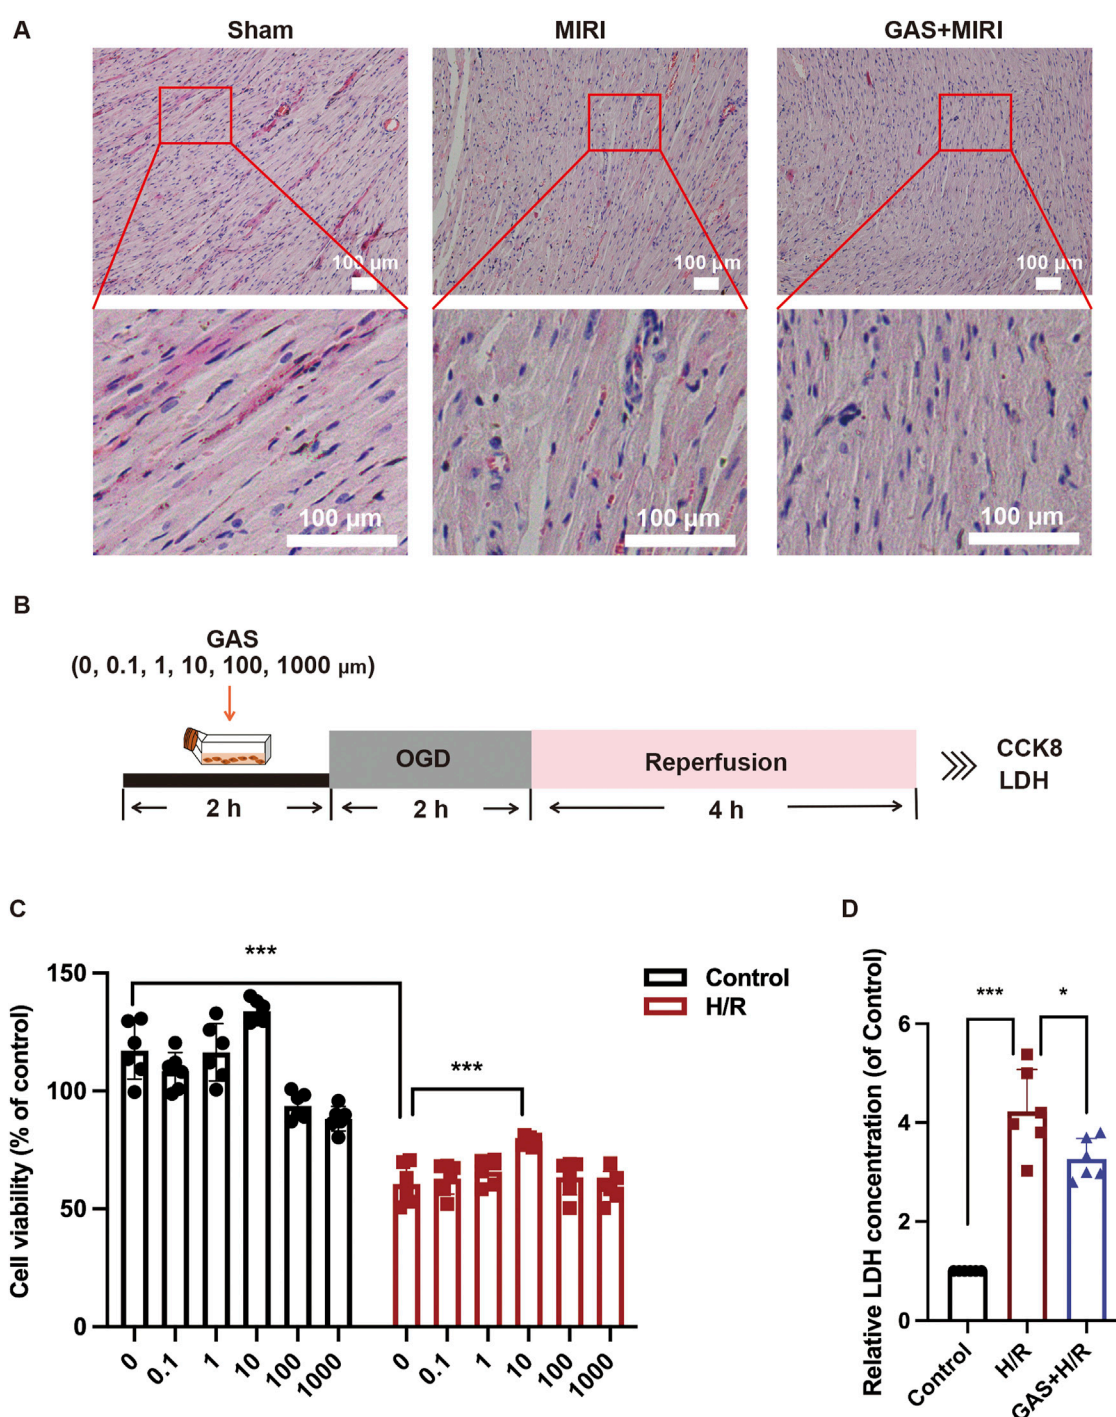 A
Sham
MIRI
GAS+MIRI
100 µm
100 µm
100 µm
100 µm
100 µm
100 µm
B
GAS
(0, 0.1, 1, 10, 100, 1000 µm)
OGD
Reperfusion
CCK8
LDH
2 h
2 h
4 h
C
Cell viability (% of control)
150
100
50
0
***
***
Control
H/R
0
0.1
1
10
100
1000
0
0.1
1
10
100
1000
D
Relative LDH concentration (of Control)
6
4
2
0
***
*
Control
H/R
GAS+H/R